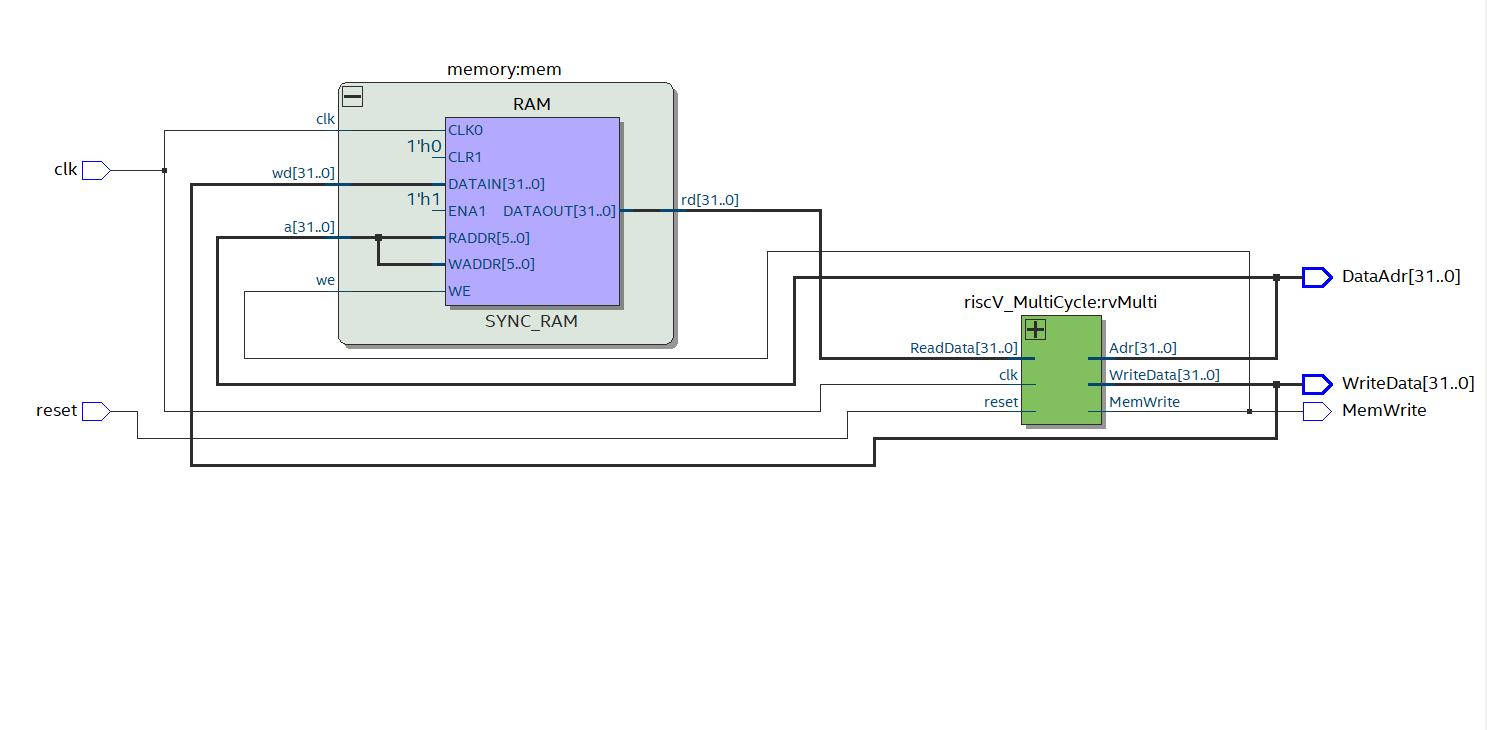 memory:mem
RAM
clk
CLK0
1'h0
CLR1
clk
wd[31..0]
DATAIN[31..0]
1'h1
ENA1
DATAOUT[31..0]
rd[31..0]
a[31..0]
RADDR[5..0]
WADDR[5..0]
we
WE
SYNC_RAM
DataAdr[31..0]
riscV_MultiCycle:rvMulti
ReadData[31..0]
Adr[31..0]
clk
WriteData[31..0]
WriteData[31..0]
reset
reset
MemWrite
MemWrite